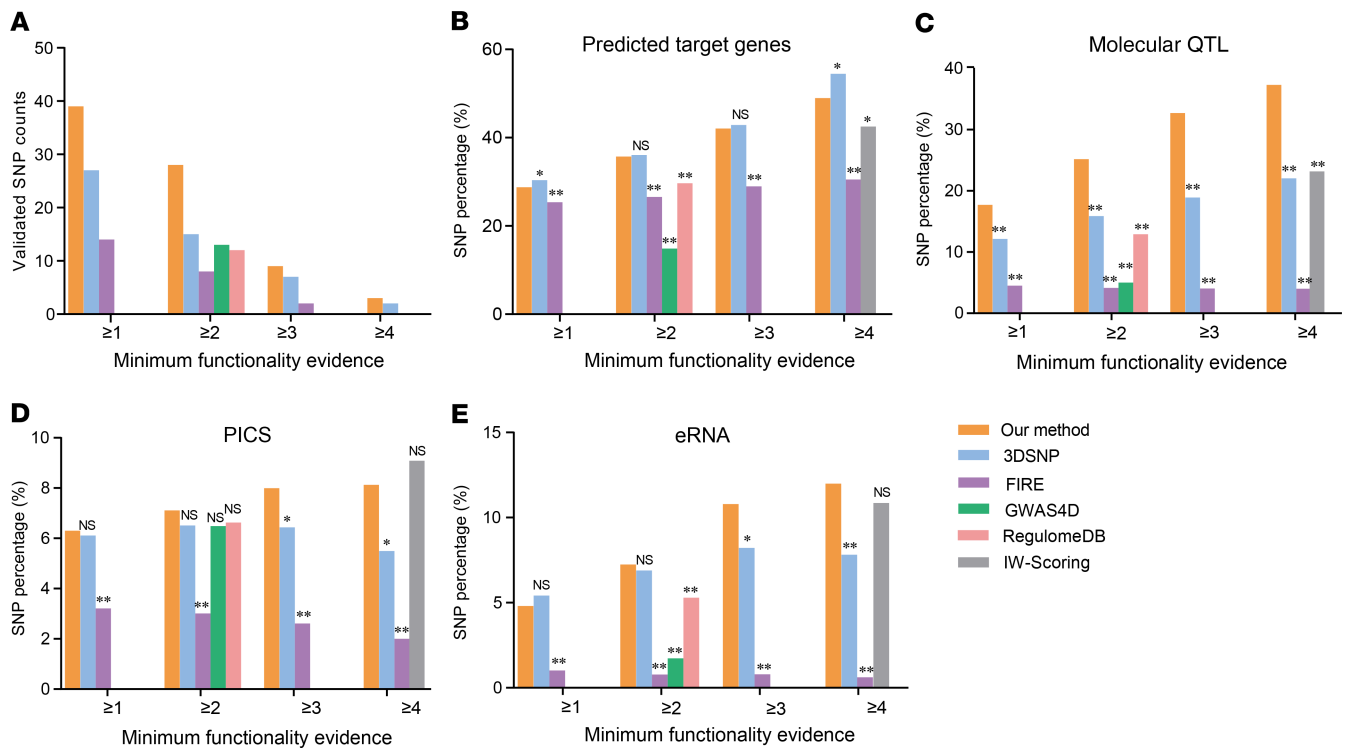 A
Validated SNP counts
50
40
30
20
10
0
≥1
≥2
≥3
≥4
Minimum functionality evidence
B
Predicted target genes
SNP percentage (%)
60
40
20
0
*
**
NS
**
**
**
NS
**
*
**
*
≥1
≥2
≥3
≥4
Minimum functionality evidence
C
Molecular QTL
SNP percentage (%)
40
30
20
10
0
**
**
**
**
**
**
**
**
**
**
**
≥1
≥2
≥3
≥4
Minimum functionality evidence
D
PICS
SNP percentage (%)
10
8
6
4
2
0
NS
**
NS
**
NS
NS
*
**
*
**
NS
≥1
≥2
≥3
≥4
Minimum functionality evidence
E
eRNA
SNP percentage (%)
15
10
5
0
NS
**
NS
**
**
**
*
**
**
**
NS
≥1
≥2
≥3
≥4
Minimum functionality evidence
Our method
3DSNP
FIRE
GWAS4D
RegulomeDB
IW-Scoring